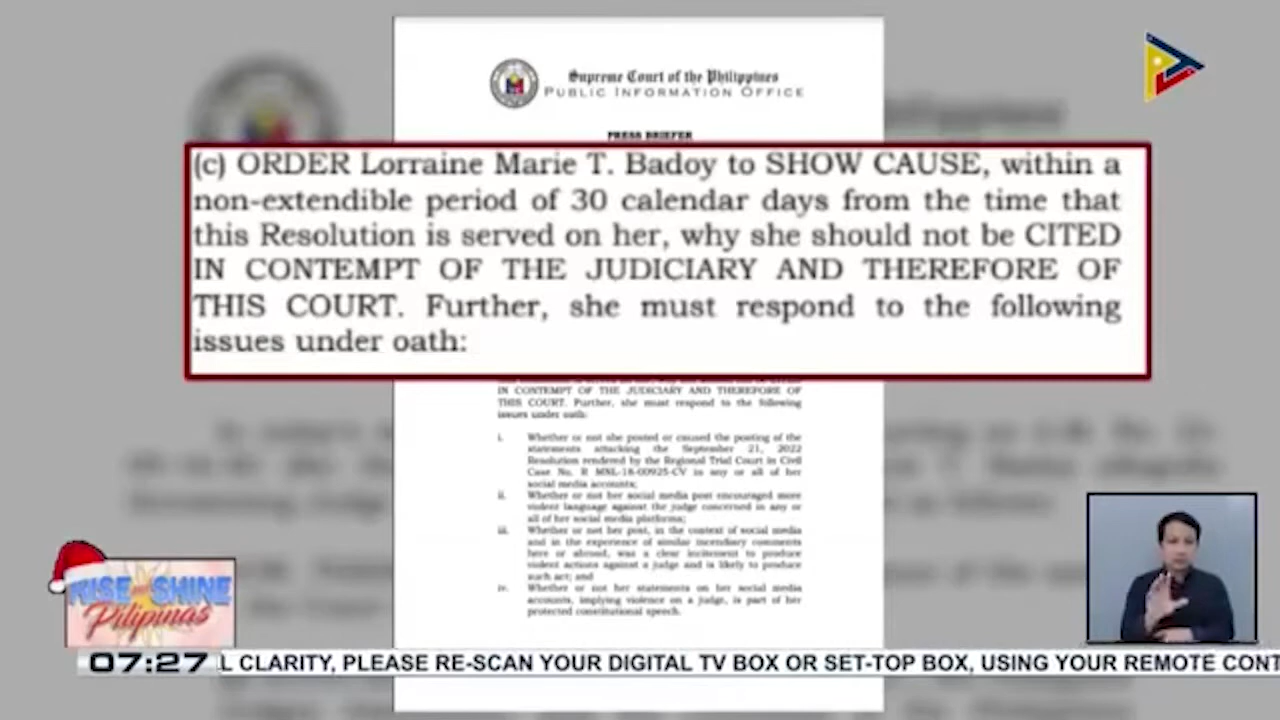 Supreme Court of the Philippines
PUBLIC INFORMATION OFFICE
PRESS BRIEFER
(c) ORDER Lorraine Marie T. Badoy to SHOW CAUSE, within a
non-extendible period of 30 calendar days from the time that
this Resolution is served on her, why she should not be CITED
IN CONTEMPT OF THE JUDICIARY AND THEREFORE OF
THIS COURT. Further, she must respond to the following
issues under oath:
IN CONTEMPT OF THE JUDICIARY AND THEREFORE OF
THIS COURT. Further, she must respond to the following
issues under oath:
i. Whether or not she posted or caused the posting of the
statements attacking the September 21, 2022
Resolution rendered by the Regional Trial Court in Civil
Case No. R MNL-18-00925-CV in any or all of her
social media accounts;
ii. Whether or not her social media post encouraged more
violent language against the judge concerned in any or
all of her social media platforms;
iii. Whether or not her post, in the context of social media
and in the experience of similar incendiary comments
here or abroad, was a clear incitement to produce
violent actions against a judge and is likely to produce
such act; and
iv. Whether or not her statements on her social media
accounts, implying violence on a judge, is part of her
protected constitutional speech.
RISE and SHINE
Pilipinas
07:27 L CLARITY, PLEASE RE-SCAN YOUR DIGITAL TV BOX OR SET-TOP BOX, USING YOUR REMOTE CONT